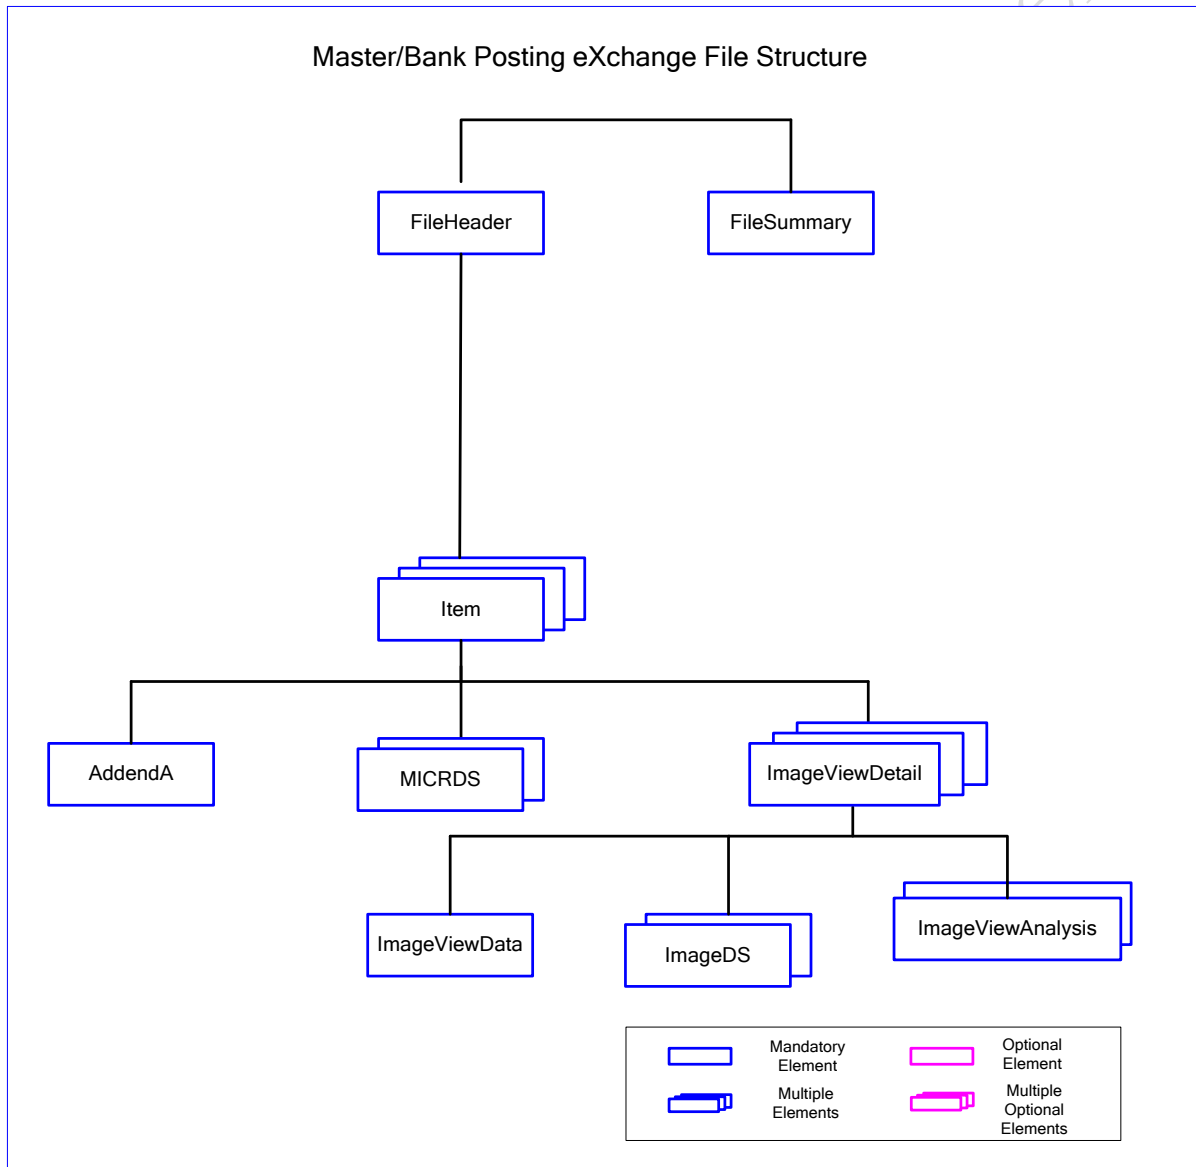 Master/Bank Posting eXchange File Structure
FileHeader
FileSummary
Item
AddendA
MICRDS
ImageViewDetail
ImageViewData
ImageDS
ImageViewAnalysis
Mandatory
Element
Optional
Element
Multiple
Elements
Multiple
Optional
Elements